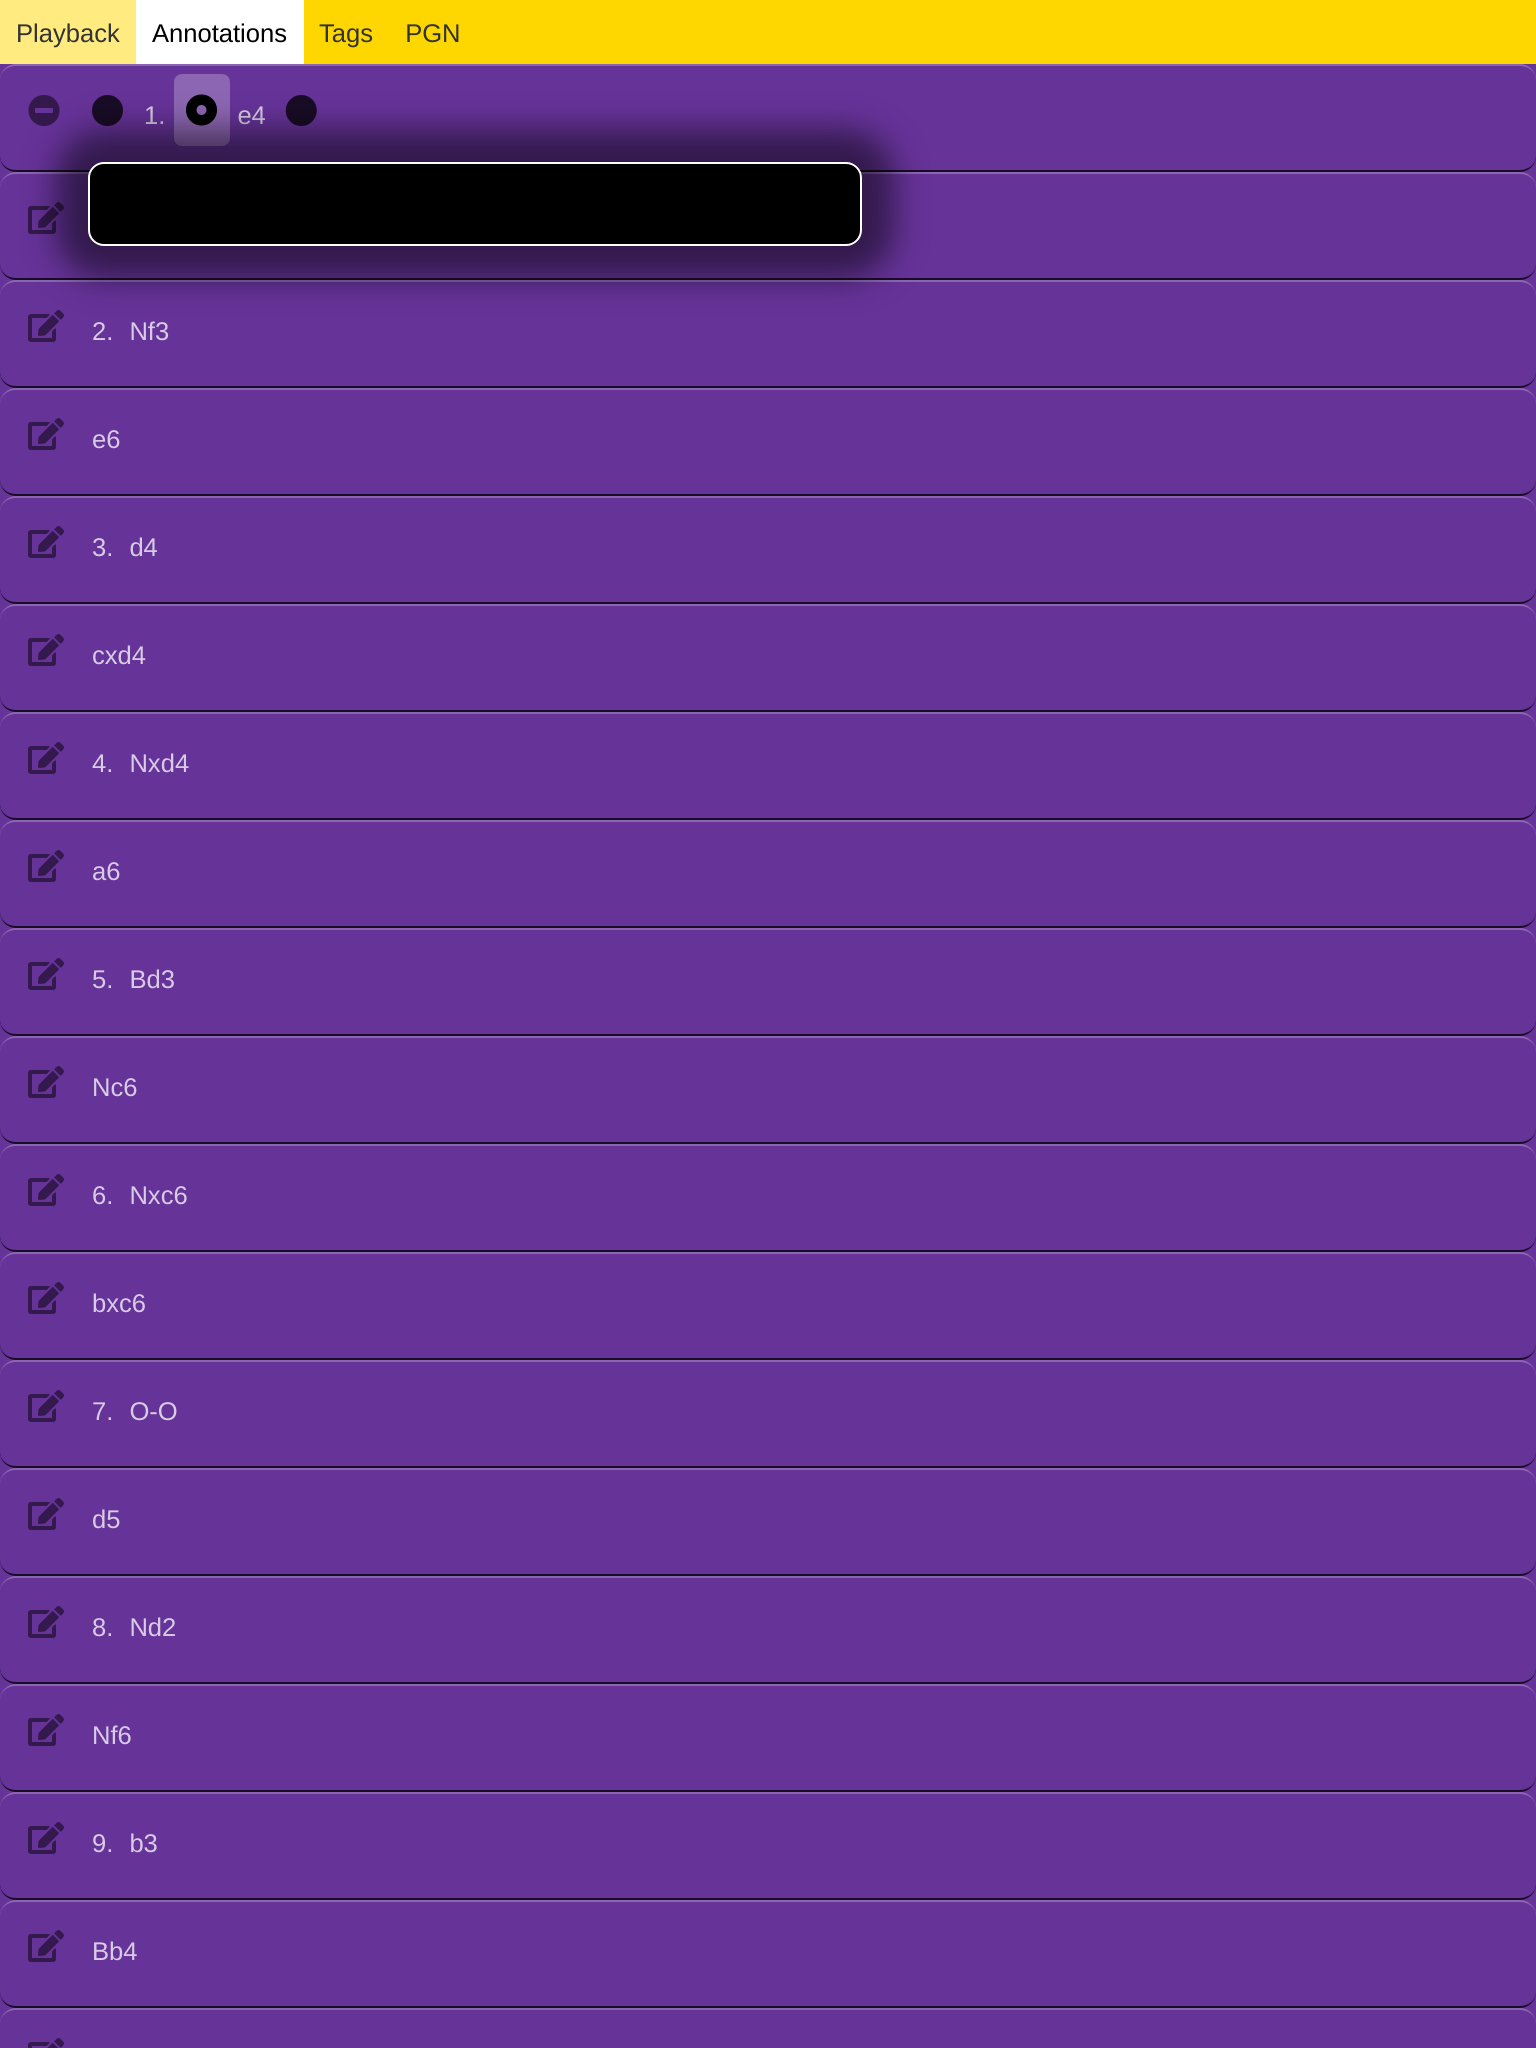 Playback Annotations Tags PGN
1. e4
2. Nf3
e6
3. d4
cxd4
4. Nxd4
a6
5. Bd3
Nc6
6. Nxc6
bxc6
7. O-O
d5
8. Nd2
Nf6
9. b3
Bb4